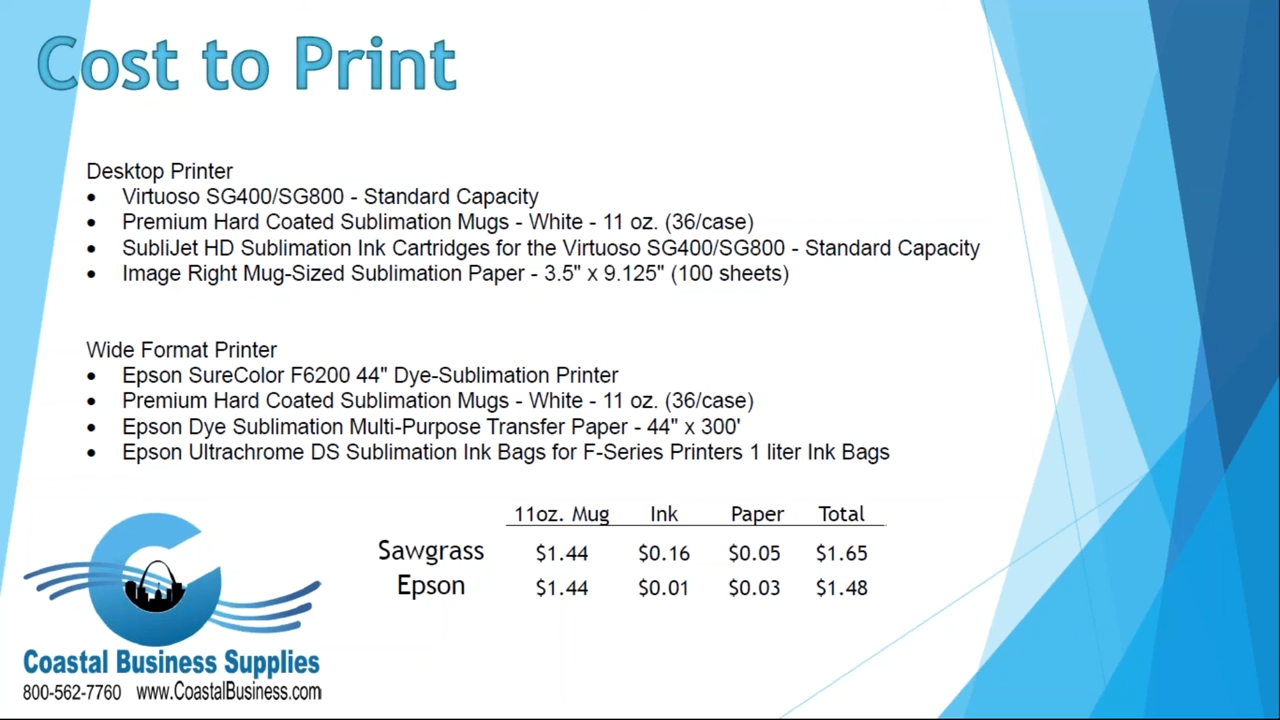 Cost to Print
Desktop Printer
• Virtuoso SG400/SG800 - Standard Capacity
• Premium Hard Coated Sublimation Mugs - White - 11 oz. (36/case)
• SubliJet HD Sublimation Ink Cartridges for the Virtuoso SG400/SG800 - Standard Capacity
• Image Right Mug-Sized Sublimation Paper - 3.5" x 9.125" (100 sheets)
Wide Format Printer
• Epson SureColor F6200 44" Dye-Sublimation Printer
• Premium Hard Coated Sublimation Mugs - White - 11 oz. (36/case)
• Epson Dye Sublimation Multi-Purpose Transfer Paper - 44" x 300'
• Epson Ultrachrome DS Sublimation Ink Bags for F-Series Printers 1 liter Ink Bags
11oz. Mug Ink Paper Total
Sawgrass $1.44 $0.16 $0.05 $1.65
Epson $1.44 $0.01 $0.03 $1.48
Coastal Business Supplies
800-562-7760 www.CoastalBusiness.com